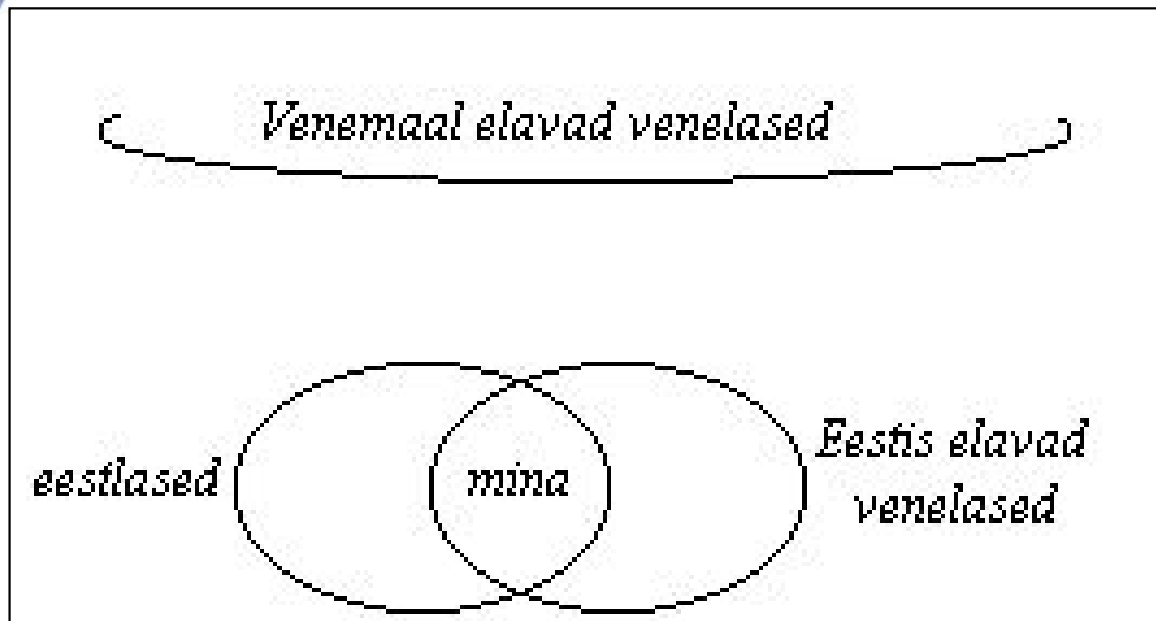 Venemaal elavad venelased
eestlased
mina
Eestis elavad
venelased